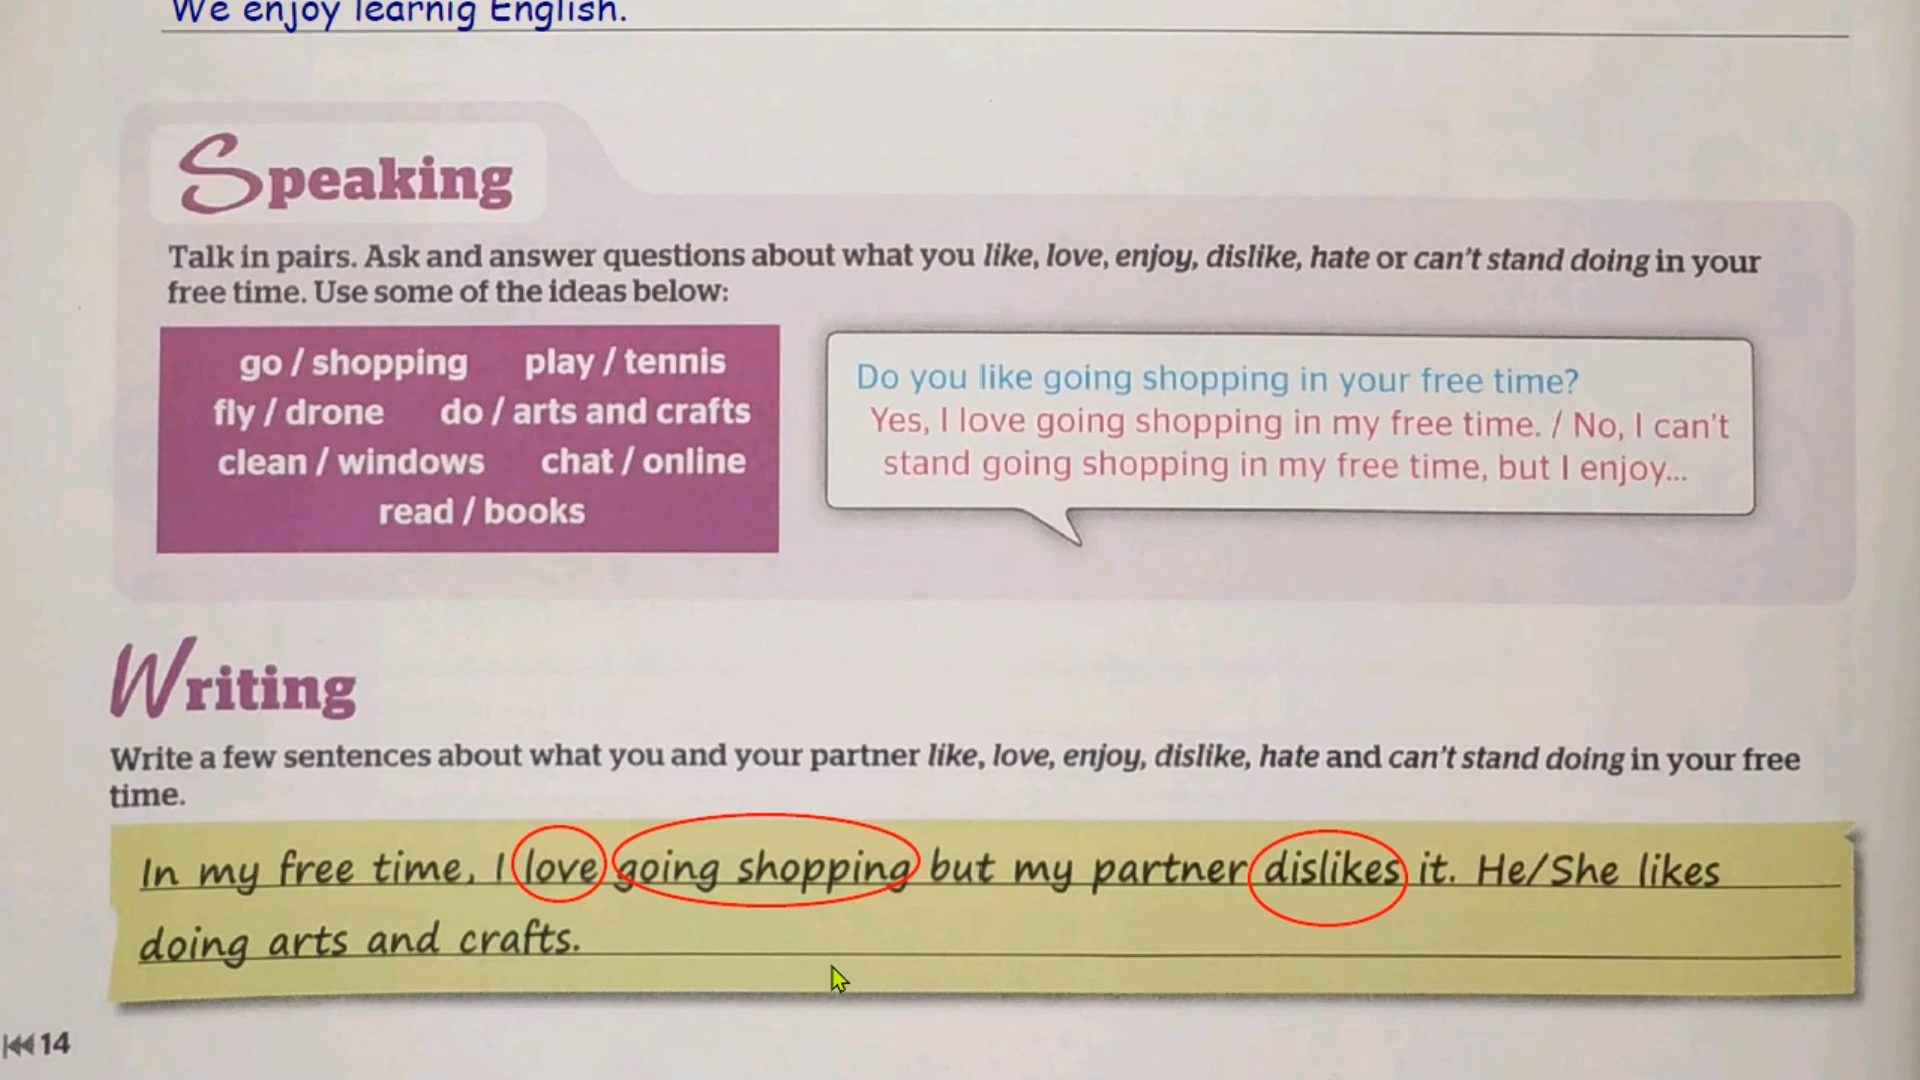 We enjoy learnig English.
Speaking
Talk in pairs. Ask and answer questions about what you like, love, enjoy, dislike, hate or can't stand doing in your
free time. Use some of the ideas below:
go / shopping play / tennis
fly / drone do / arts and crafts
clean / windows chat / online
read / books
Do you like going shopping in your free time?
Yes, I love going shopping in my free time. / No, I can't
stand going shopping in my free time, but I enjoy...
Writing
Write a few sentences about what you and your partner like, love, enjoy, dislike, hate and can't stand doing in your free
time.
In my free time, I love going shopping but my partner dislikes it. He/She likes
doing arts and crafts.
14